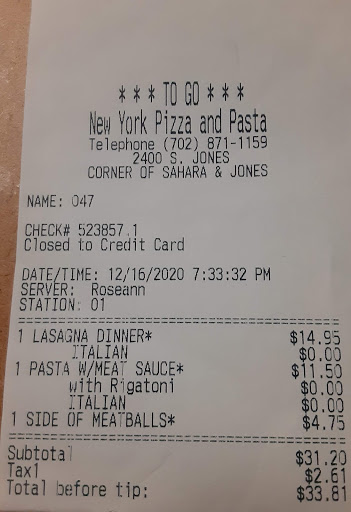 *** TO GO ***
New York Pizza and Pasta
Telephone (702) 871-1159
2400 S. JONES
CORNER OF SAHARA & JONES
NAME: 047
CHECK# 523857.1
Closed to Credit Card
DATE/TIME: 12/16/2020 7:33:32 PM
SERVER: Roseann
STATION: 01
1 LASAGNA DINNER* $14.95
ITALIAN $0.00
1 PASTA W/MEAT SAUCE* $11.50
with Rigatoni $0.00
ITALIAN $0.00
1 SIDE OF MEATBALLS* $4.75
Subtotal $31.20
Tax1 $2.61
Total before tip: $33.81